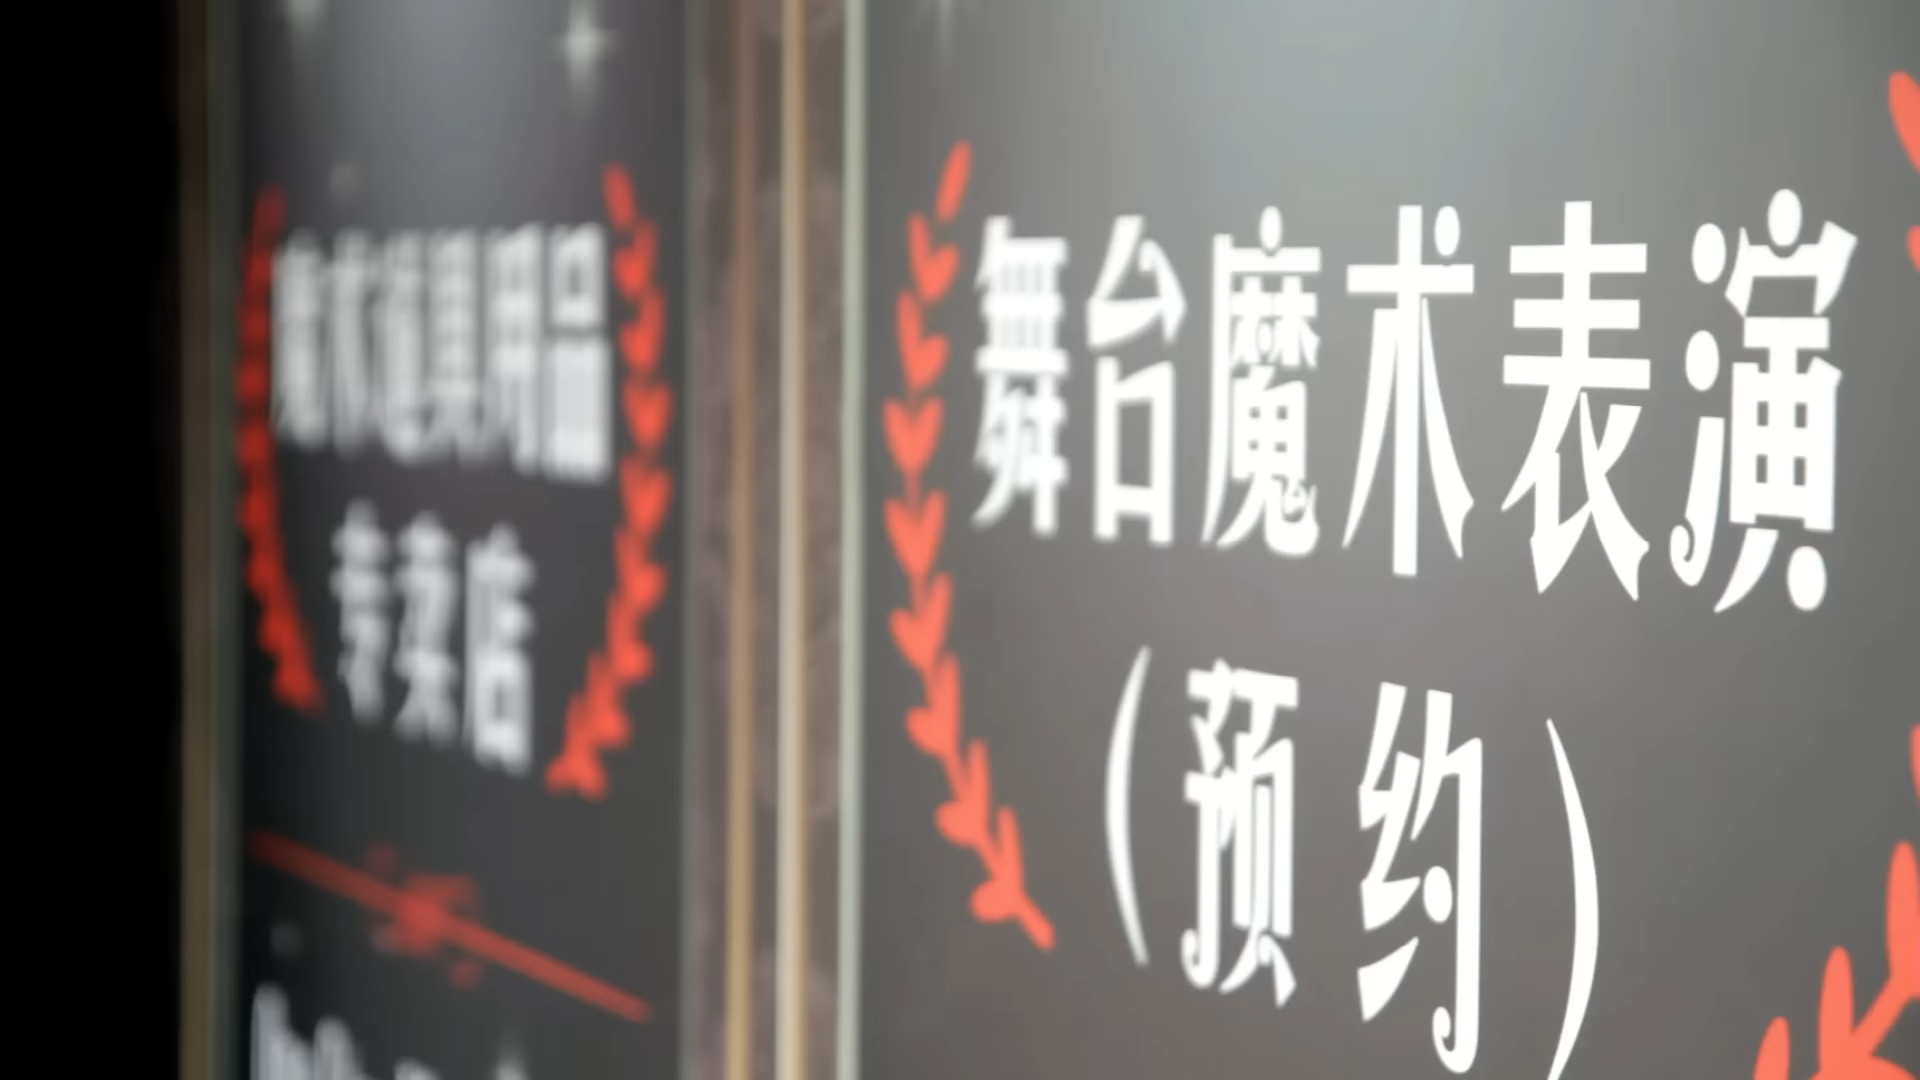 魔术道具用品
专卖店
舞台魔术表演
（预约）